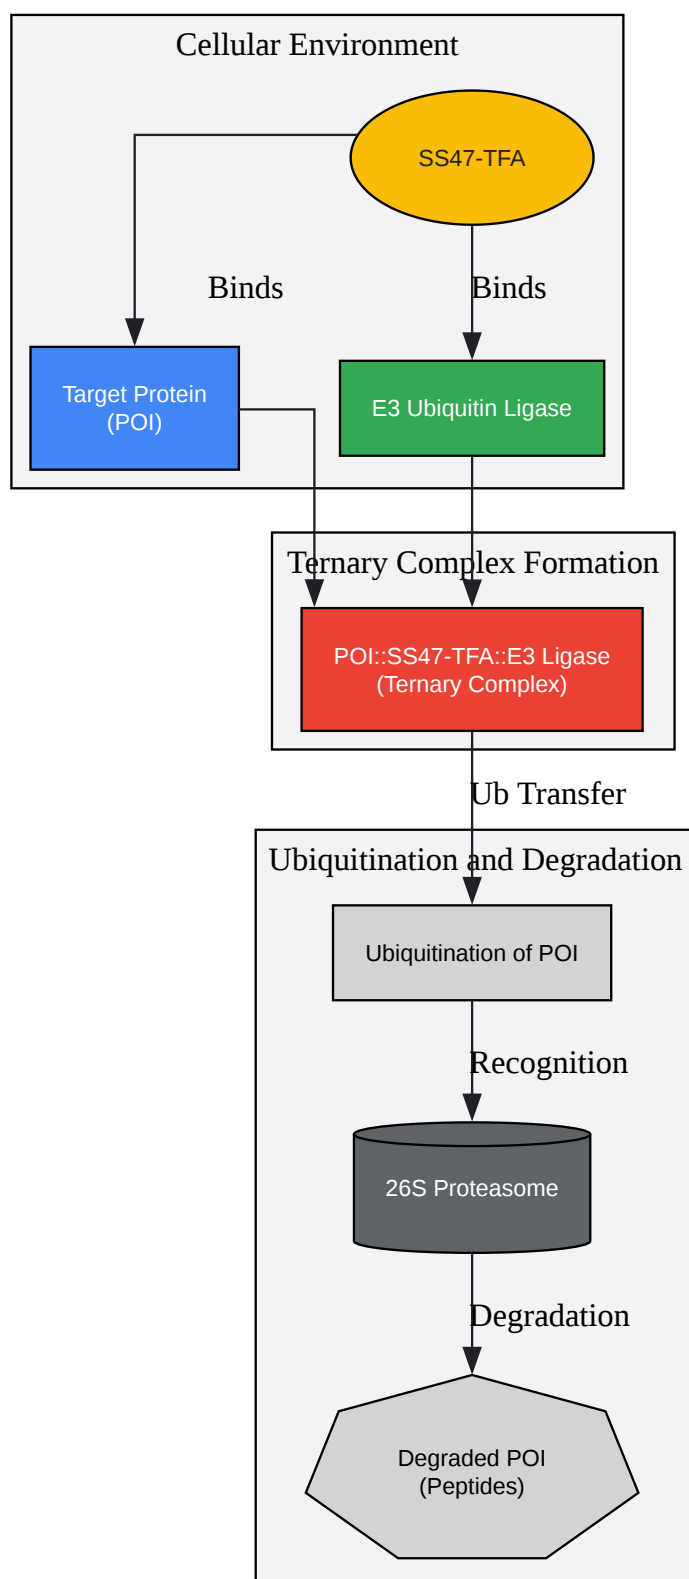 Cellular Environment
SS47-TFA
Binds
Binds
Target Protein
(POI)
E3 Ubiquitin Ligase
Ternary Complex Formation
POI::SS47-TFA::E3 Ligase
(Ternary Complex)
Ub Transfer
Ubiquitination and Degradation
Ubiquitination of POI
Recognition
26S Proteasome
Degradation
Degraded POI
(Peptides)